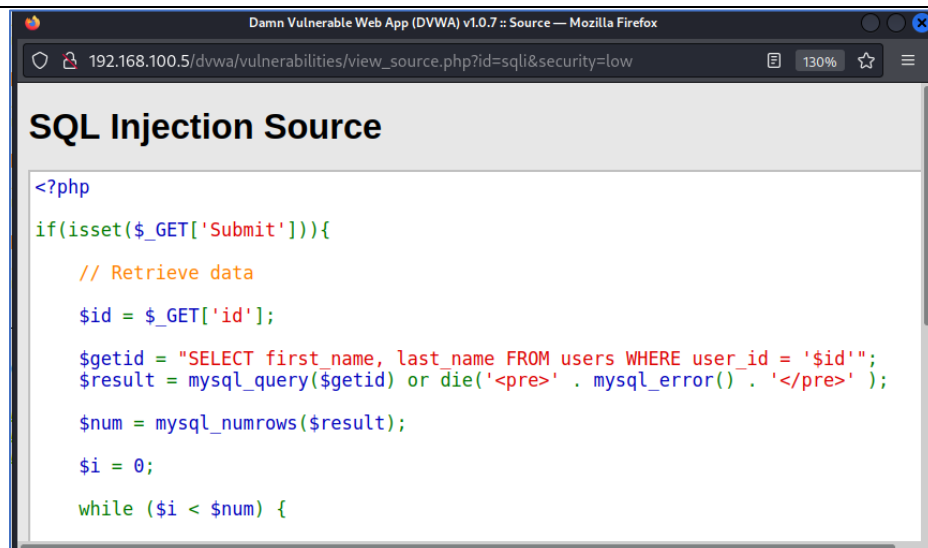 Damn Vulnerable Web App (DVWA) v1.0.7 :: Source — Mozilla Firefox
192.168.100.5/dvwa/vulnerabilities/view_source.php?id=sqli&security=low
130%
SQL Injection Source
<?php
if(isset($_GET['Submit'])){
// Retrieve data
$id = $_GET['id'];
$getid = "SELECT first_name, last_name FROM users WHERE user_id = '$id'";
$result = mysql_query($getid) or die('<pre>' . mysql_error() . '</pre>' );
$num = mysql_numrows($result);
$i = 0;
while ($i < $num) {